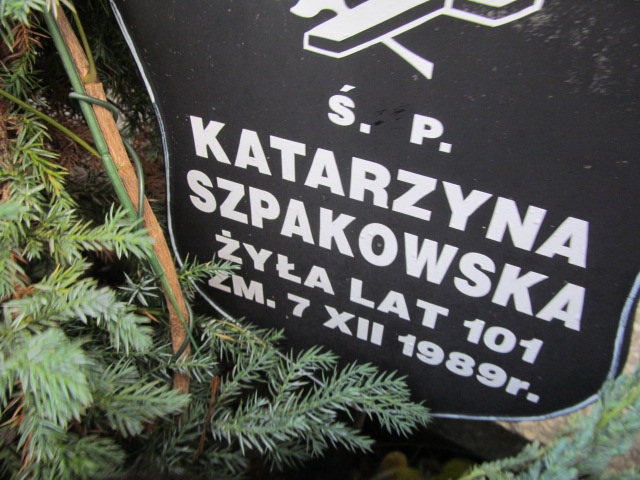 Ś. P.
KATARZYNA
SZPAKOWSKA
ŻYŁA LAT 101
ZM. 7 XII 1989r.